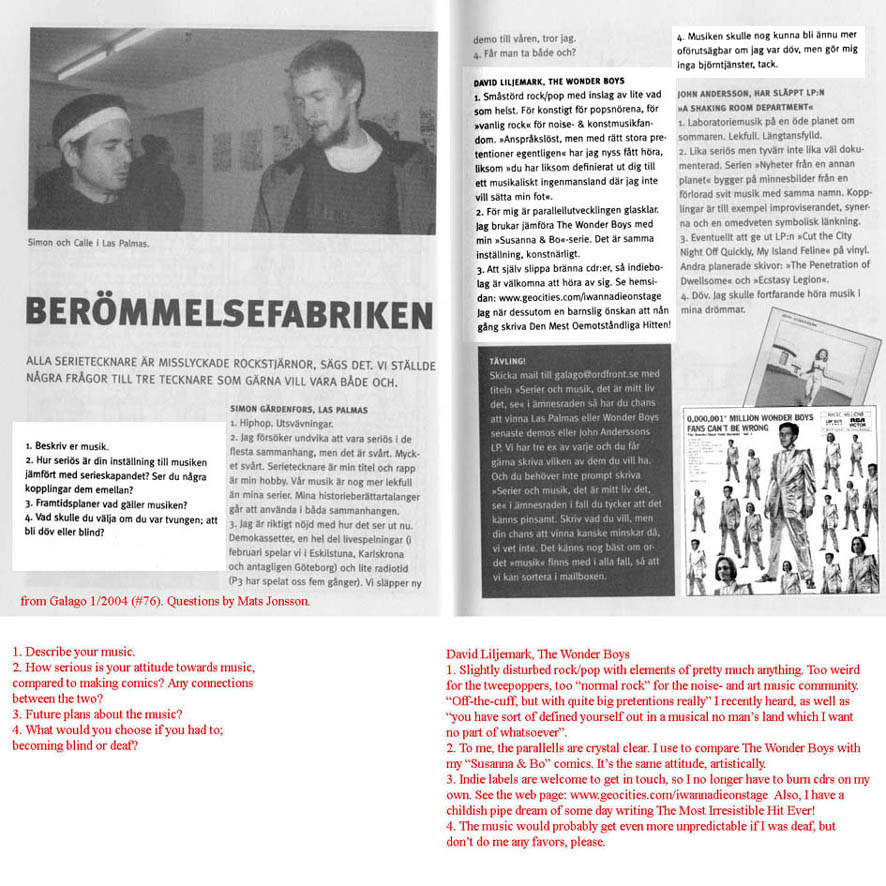 Simon och Calle i Las Palmas.
BERÖMMELSEFABRIKEN
ALLA SERIETECKNARE ÄR MISSLYCKADE ROCKSTJÄRNOR, SÄGS DET. VI STÄLLDE
NÅGRA FRÅGOR TILL TRE TECKNARE SOM GÄRNA VILL VARA BÅDE OCH.
1. Beskriv er musik.
2. Hur seriös är din inställning till musiken
jämfört med serieskapandet? Ser du några
kopplingar dem emellan?
3. Framtidsplaner vad gäller musiken?
4. Vad skulle du välja om du var tvungen; att
bli döv eller blind?
SIMON GÄRDENFORS, LAS PALMAS
1. Hiphop. Utsvävningar.
2. Jag försöker undvika att vara seriös i de
flesta sammanhang, men det är svårt. Myck-
et svårt. Serietecknare är min titel och rapp
är min hobby. Vår musik är nog mer lekfull
än mina serier. Mina historieberättartalanger
går att använda i båda sammanhangen.
3. Jag är riktigt nöjd med hur det ser ut nu.
Demokassetter, en hel del livespelningar (i
februari spelar vi i Eskilstuna, Karlskrona
och antagligen Göteborg) och lite radiotid
(P3 har spelat oss fem gånger). Vi släpper ny
demo till våren, tror jag.
4. Får man ta både och?
DAVID LILJEMARK, THE WONDER BOYS
1. Småstörd rock/pop med inslag av lite vad
som helst. För konstigt för popsnörena, för
»vanlig rock« för noise- & konstmusikfan-
dom. »Anspråkslöst, men med rätt stora pre-
tentioner egentligen« har jag nyss fått höra,
liksom »du har liksom definierat ut dig till
ett musikaliskt ingenmansland där jag inte
vill sätta min fot«.
2. För mig är parallellutvecklingen glasklar.
Jag brukar jämföra The Wonder Boys med
min »Susanna & Bo«-serie. Det är samma
inställning, konstnärligt.
3. Att själv slippa bränna cdr:er, så indiebo-
lag är välkomna att höra av sig. Se hemsi-
dan: www.geocities.com/iwannadieonstage
Jag när dessutom en barnslig önskan att nån
gång skriva Den Mest Oemotståndliga Hitten!
4. Musiken skulle nog kunna bli ännu mer
oförutsägbar om jag var döv, men gör mig
inga björntjänster, tack.
JOHN ANDERSSON, HAR SLÄPPT LP:N
»A SHAKING ROOM DEPARTMENT«
1. Laboratoriemusik på en öde planet om
sommaren. Lekfull. Längtansfylld.
2. Lika seriös men tyvärr inte lika väl doku-
menterad. Serien »Nyheter från en annan
planet« bygger på minnesbilder från en
förlorad svit musik med samma namn. Kopp-
lingar är till exempel improviserandet, syner-
na och en omedveten symbolisk länkning.
3. Eventuellt att ge ut LP:n »Cut the City
Night Off Quickly, My Island Feline« på vinyl.
Andra planerade skivor: »The Penetration of
Dwellsome« och »Ecstasy Legion«.
4. Döv. Jag skulle fortfarande höra musik i
mina drömmar.
TÄVLING!
Skicka mail till galago@ordfront.se med
titeln »Serier och musik, det är mitt liv
det, se« i ämnesraden så har du chans
att vinna Las Palmas eller Wonder Boys
senaste demos eller John Anderssons
LP. Vi har tre ex av varje och du får
gärna skriva vilken av dem du vill ha.
Och du behöver inte prompt skriva
»Serier och musik, det är mitt liv det,
se« i ämnesraden i fall du tycker att det
känns pinsamt. Skriv vad du vill, men
din chans att vinna kanske minskar då,
vi vet inte. Det känns nog bäst om or-
det »musik« finns med i alla fall, så att
vi kan sortera i mailboxen.
0,000,001* MILLION WONDER BOYS
FANS CAN'T BE WRONG
RCA
VICTOR
from Galago 1/2004 (#76). Questions by Mats Jonsson.
1. Describe your music.
2. How serious is your attitude towards music,
compared to making comics? Any connections
between the two?
3. Future plans about the music?
4. What would you choose if you had to;
becoming blind or deaf?
David Liljemark, The Wonder Boys
1. Slightly disturbed rock/pop with elements of pretty much anything. Too weird
for the tweepoppers, too “normal rock” for the noise- and art music community.
“Off-the-cuff, but with quite big pretentions really” I recently heard, as well as
“you have sort of defined yourself out in a musical no man’s land which I want
no part of whatsoever”.
2. To me, the parallells are crystal clear. I use to compare The Wonder Boys with
my “Susanna & Bo” comics. It’s the same attitude, artistically.
3. Indie labels are welcome to get in touch, so I no longer have to burn cdrs on my
own. See the web page: www.geocities.com/iwannadieonstage Also, I have a
childish pipe dream of some day writing The Most Irresistible Hit Ever!
4. The music would probably get even more unpredictable if I was deaf, but
don’t do me any favors, please.